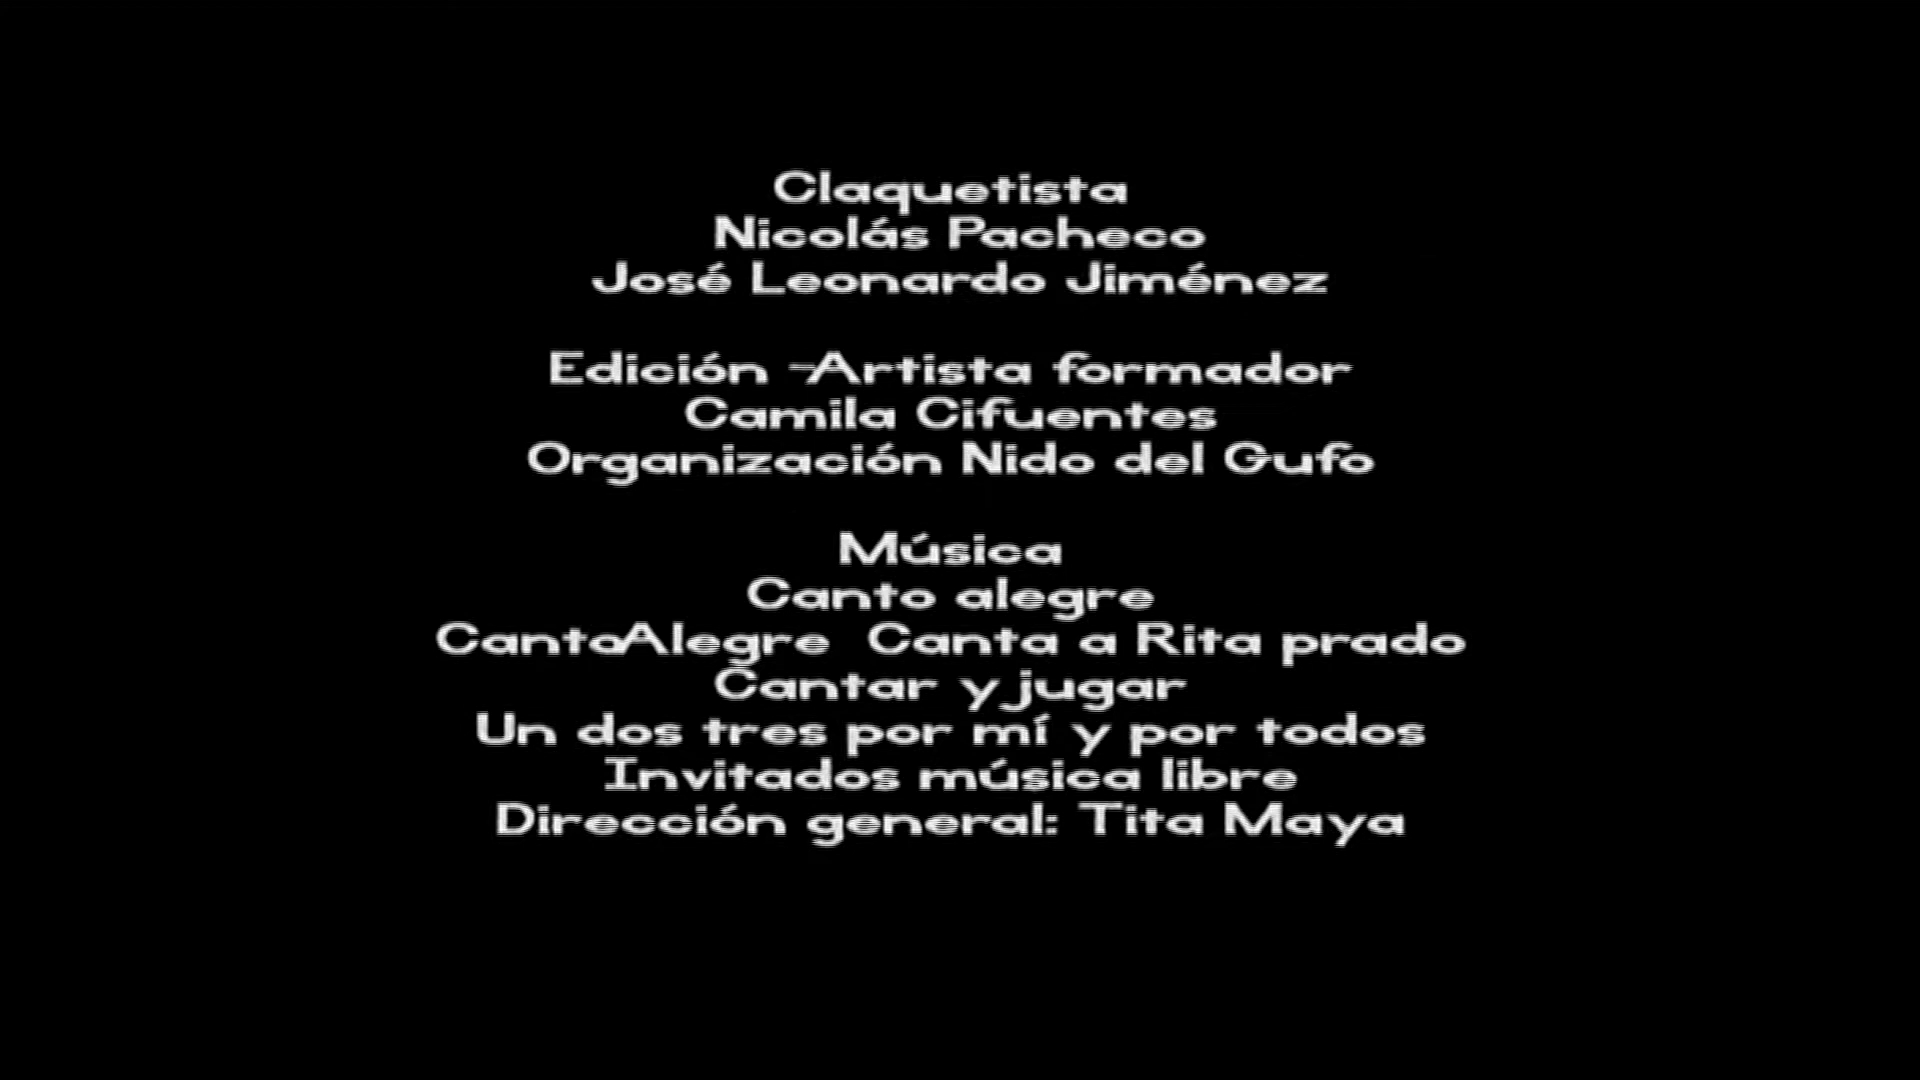 Claquetista
Nicolás Pacheco
José Leonardo Jiménez
Edición -Artista formador
Camila Cifuentes
Organización Nido del Gufo
Música
Canto alegre
CantoAlegre Canta a Rita prado
Cantar y jugar
Un dos tres por mí y por todos
Invitados música libre
Dirección general: Tita Maya